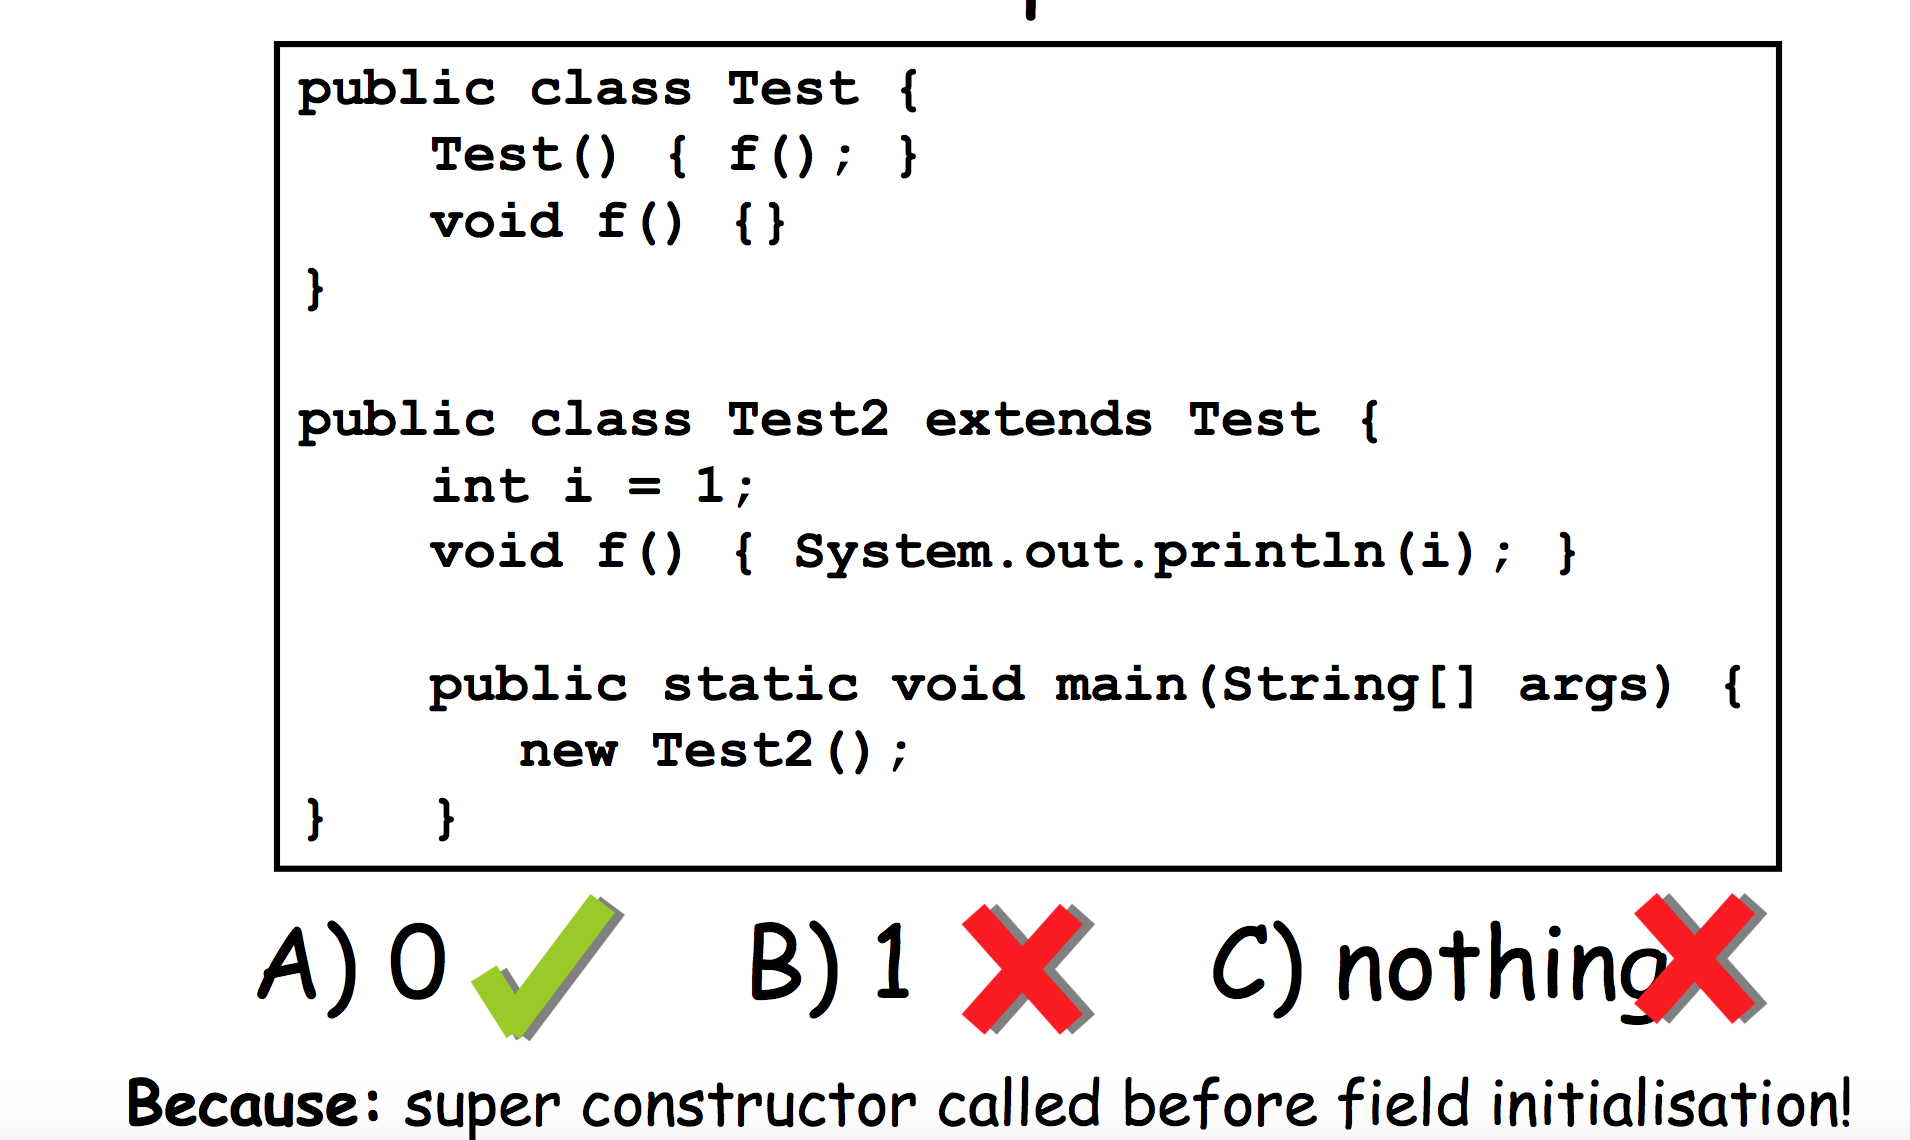 public class Test {
    Test() { f(); }
    void f() {}
}
public class Test2 extends Test {
    int i = 1;
    void f() { System.out.println(i); }
    public static void main(String[] args) {
       new Test2();
}   }
A) 0 B) 1 C) nothing
Because: super constructor called before field initialisation!